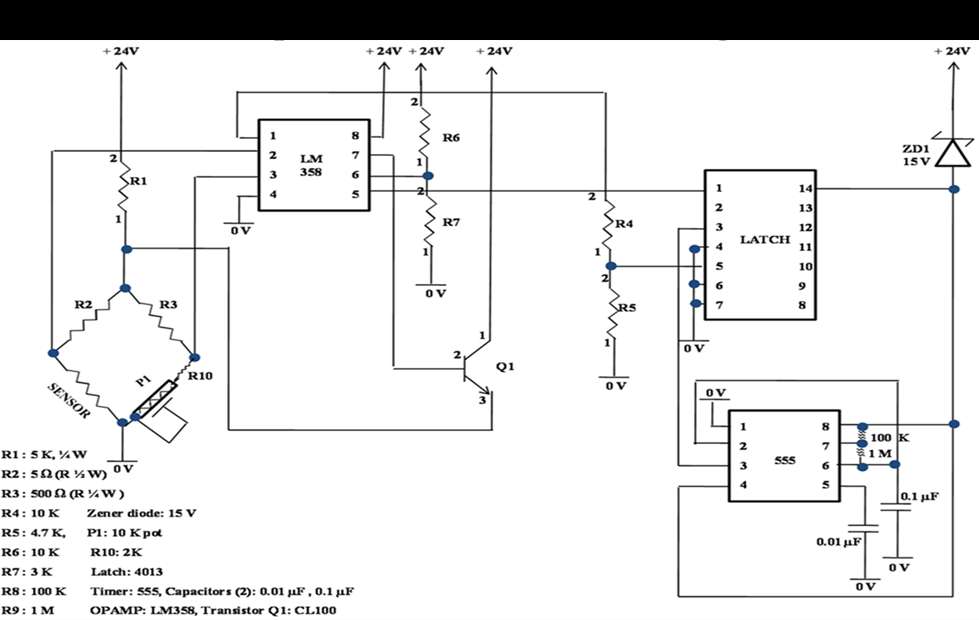 + 24V
+ 24V + 24V + 24V
+ 24V
2
R1
1
1
2
3
4
LM
358
8
7
6
5
0 V
2
R6
1
2
R7
1
0 V
2
R4
1
2
R5
1
0 V
ZD1
15 V
1
2
3
4
5
6
7
LATCH
14
13
12
11
10
9
8
0 V
R2
R3
SENSOR
P1
R10
0 V
1
2
Q1
3
0 V
1
2
3
4
555
8
7
6
5
100 K
1 M
0.1 µF
0.01 µF
0 V
0 V
R1 : 5 K, ¼ W
R2 : 5 Ω (R ½ W)
R3 : 500 Ω (R ¼ W )
R4 : 10 K Zener diode: 15 V
R5 : 4.7 K, P1: 10 K pot
R6 : 10 K R10: 2K
R7 : 3 K Latch: 4013
R8 : 100 K Timer: 555, Capacitors (2): 0.01 µF , 0.1 µF
R9 : 1 M OPAMP: LM358, Transistor Q1: CL100